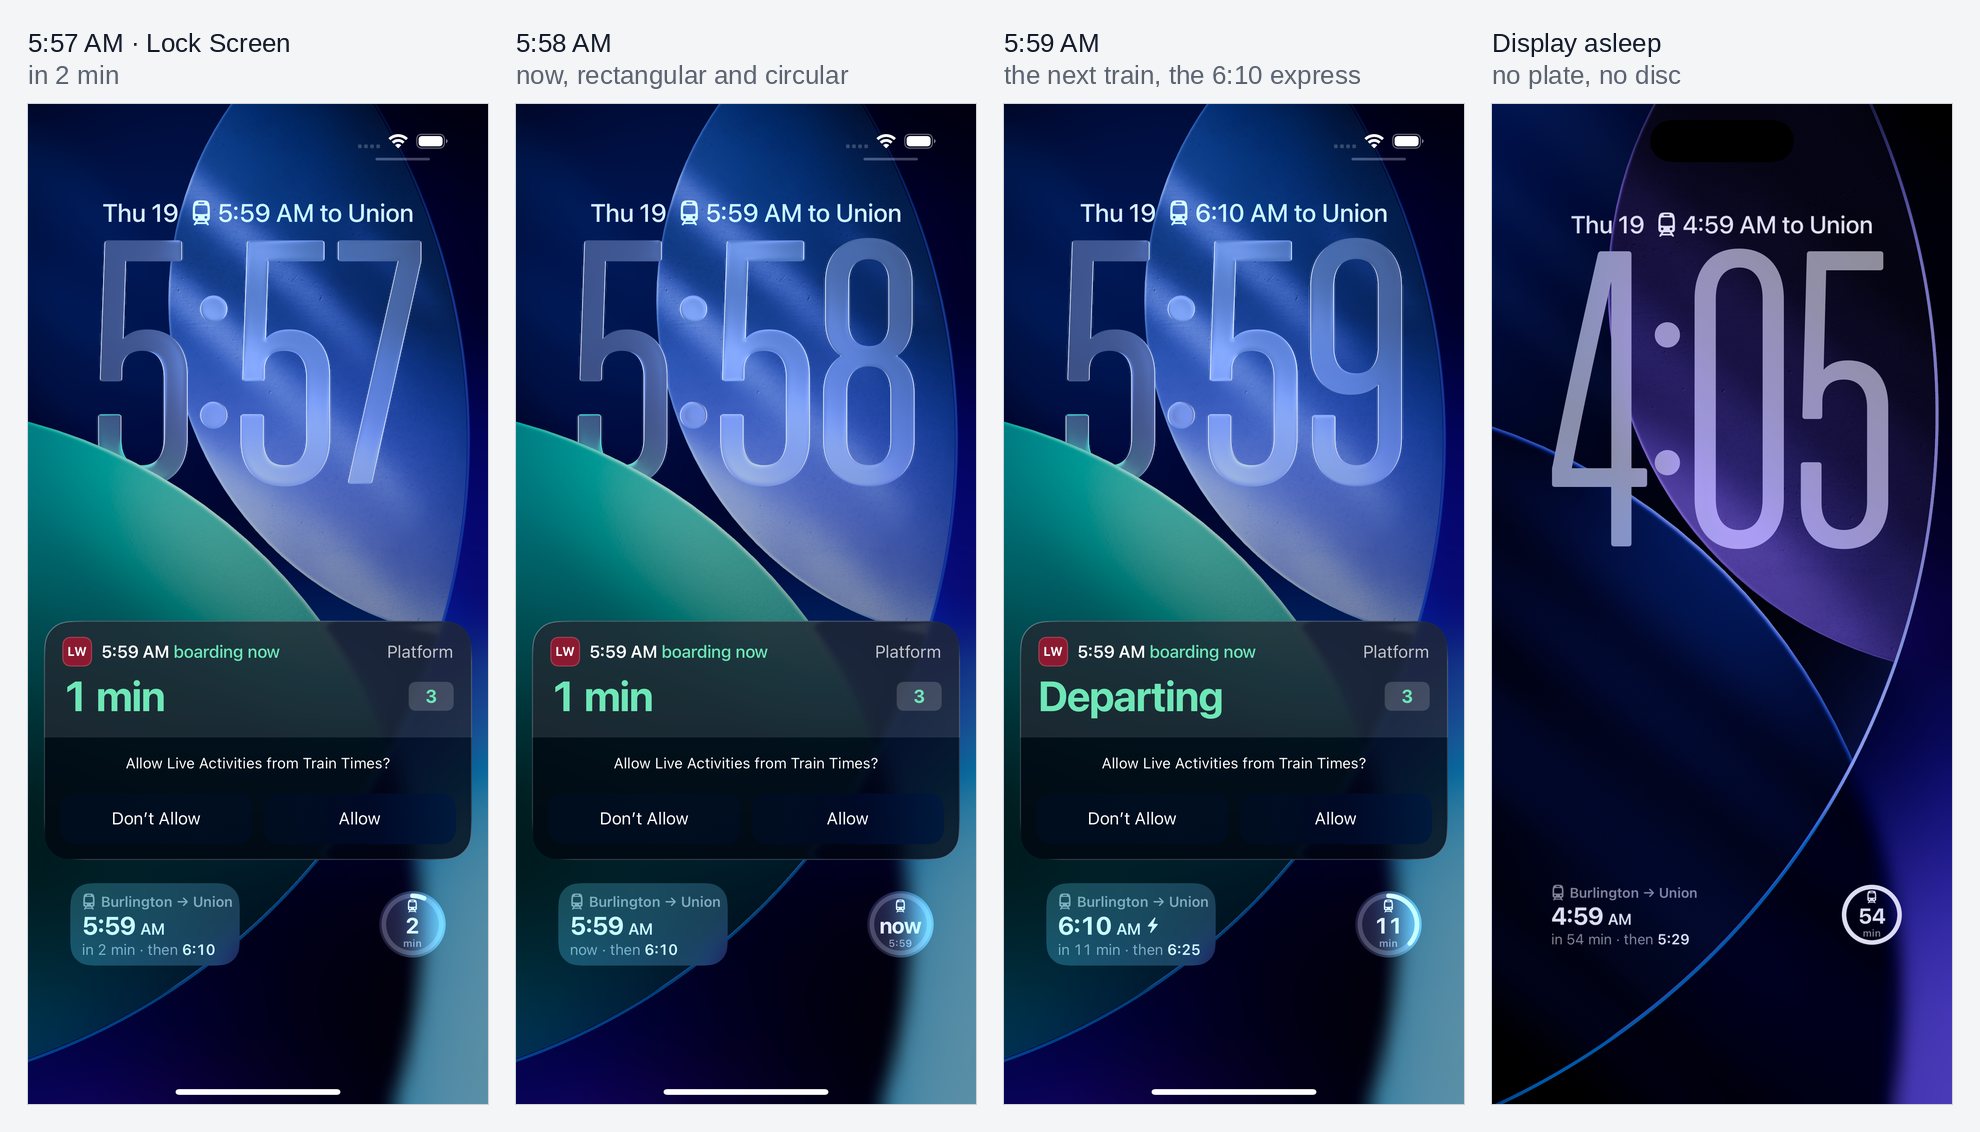 5:57 AM · Lock Screen
in 2 min
Thu 19 5:59 AM to Union
5:57
LW 5:59 AM boarding now Platform
1 min 3
Allow Live Activities from Train Times?
Don’t Allow Allow
Burlington → Union
5:59 AM
in 2 min · then 6:10
2
min
5:58 AM
now, rectangular and circular
Thu 19 5:59 AM to Union
5:58
LW 5:59 AM boarding now Platform
1 min 3
Allow Live Activities from Train Times?
Don’t Allow Allow
Burlington → Union
5:59 AM
now · then 6:10
now
5:59
5:59 AM
the next train, the 6:10 express
Thu 19 6:10 AM to Union
5:59
LW 5:59 AM boarding now Platform
Departing 3
Allow Live Activities from Train Times?
Don’t Allow Allow
Burlington → Union
6:10 AM
in 11 min · then 6:25
11
min
Display asleep
no plate, no disc
Thu 19 4:59 AM to Union
4:05
Burlington → Union
4:59 AM
in 54 min · then 5:29
54
min